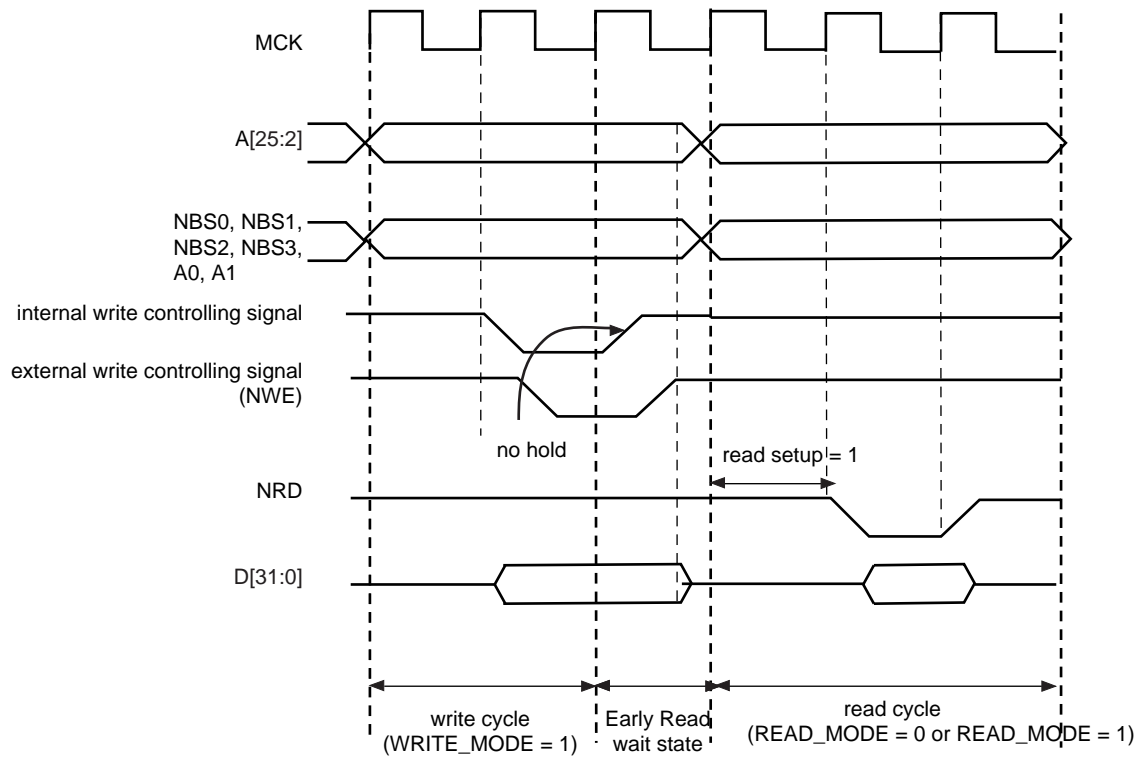 MCK
A[25:2]
NBS0, NBS1,
NBS2, NBS3,
A0, A1
internal write controlling signal
external write controlling signal
(NWE)
no hold
read setup = 1
NRD
D[31:0]
write cycle
(WRITE_MODE = 1)
Early Read
wait state
read cycle
(READ_MODE = 0 or READ_MODE = 1)